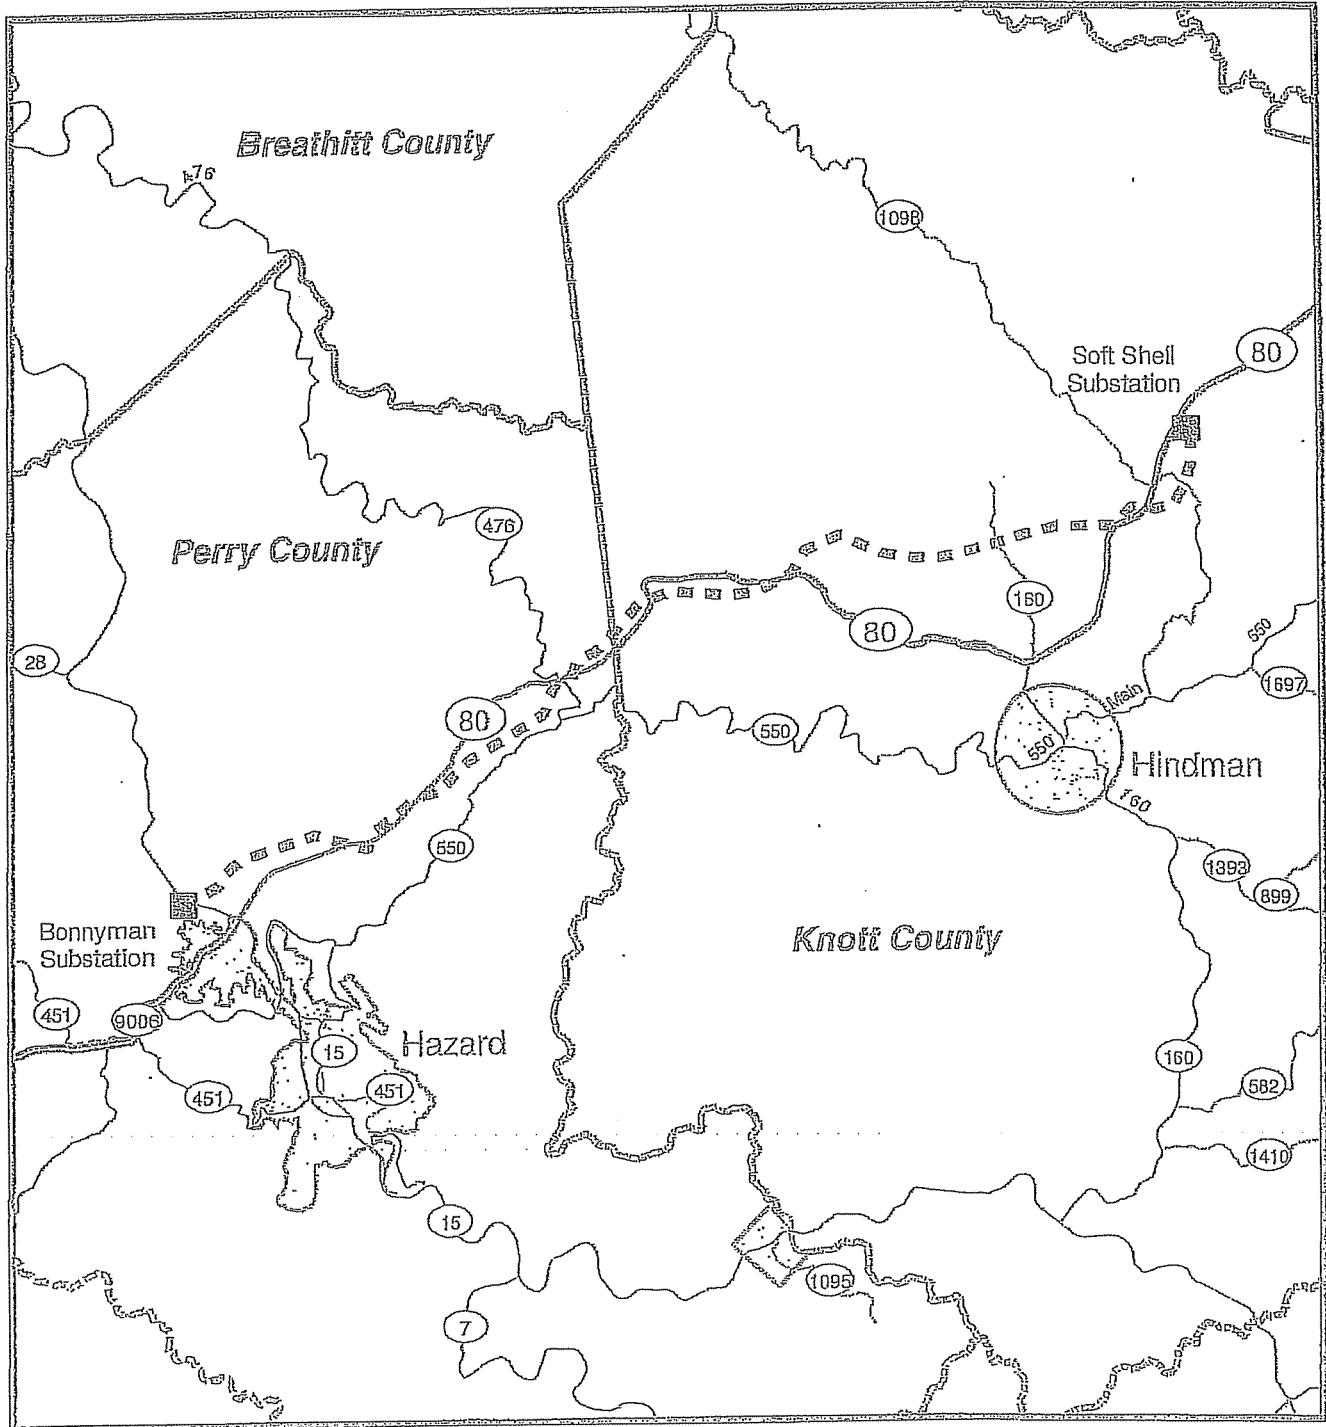 Breathitt County
476
1098
Soft Shell
Substation
80
476
Perry County
160
80
28
550
1697
Main
80
550
550
Hindman
160
550
1393
899
Bonnyman
Substation
Knott County
451
9006
Hazard
15
160
451
451
582
1410
15
1095
7